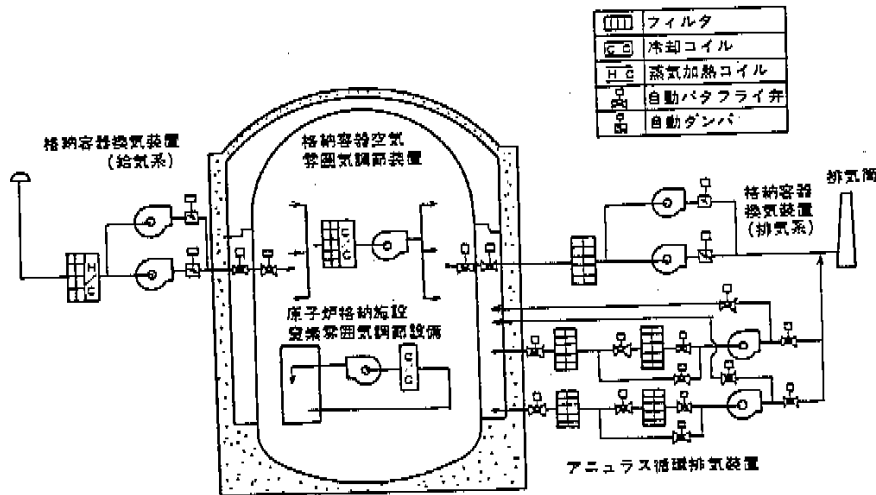 フィルタ
C C
冷却コイル
H C
蒸気加熱コイル
自動バタフライ弁
自動ダンパ
格納容器換気装置
(給気系)
格納容器空気
雰囲気調節装置
格納容器
換気装置
(排気系)
排気筒
H
C
C
C
原子炉格納施設
窒素雰囲気調節設備
C
C
アニュラス循環排気装置